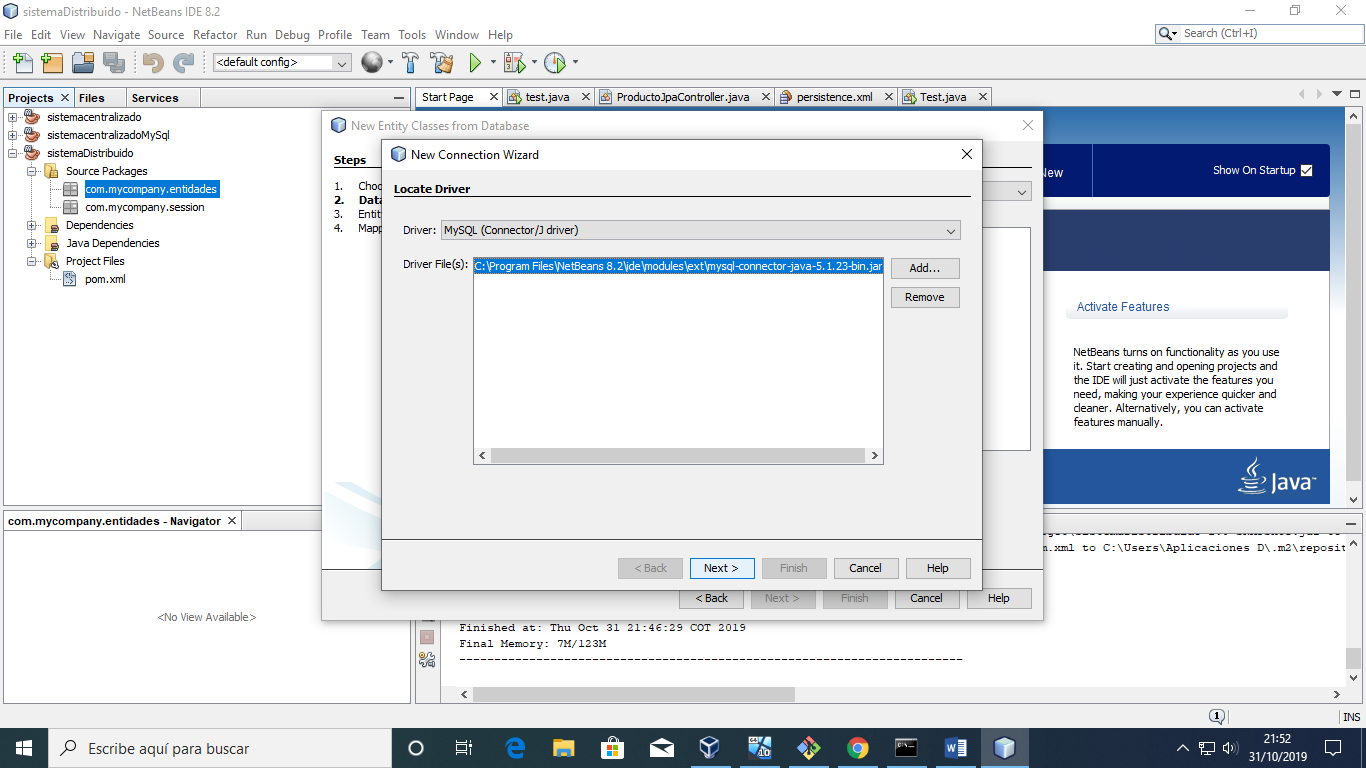 sistemaDistribuido - NetBeans IDE 8.2
File Edit View Navigate Source Refactor Run Debug Profile Team Tools Window Help
Search (Ctrl+I)
<default config>
Projects Files Services
Start Page test.java ProductoJpaController.java persistence.xml Test.java
sistemacentralizado
sistemacentralizadoMySql
sistemaDistribuido
Source Packages
com.mycompany.entidades
com.mycompany.session
Dependencies
Java Dependencies
Project Files
pom.xml
New Entity Classes from Database
Steps
1.
2.
3.
4.
New Connection Wizard
Locate Driver
Driver: MySQL (Connector/J driver)
Driver File(s): C:\Program Files\NetBeans 8.2\ide\modules\ext\mysql-connector-java-5.1.23-bin.jar
Add...
Remove
< Back Next > Finish Cancel Help
< Back Next > Finish Cancel Help
New
Show On Startup
Activate Features
NetBeans turns on functionality as you use
it. Start creating and opening projects and
the IDE will just activate the features you
need, making your experience quicker and
cleaner. Alternatively, you can activate
features manually.
Java
com.mycompany.entidades - Navigator
<No View Available>
m.xml to C:\Users\Aplicaciones D\.m2\reposit
Finished at: Thu Oct 31 21:46:29 COT 2019
Final Memory: 7M/123M
------------------------------------------------------------------------
1
INS
Escribe aquí para buscar
10
21:52
31/10/2019